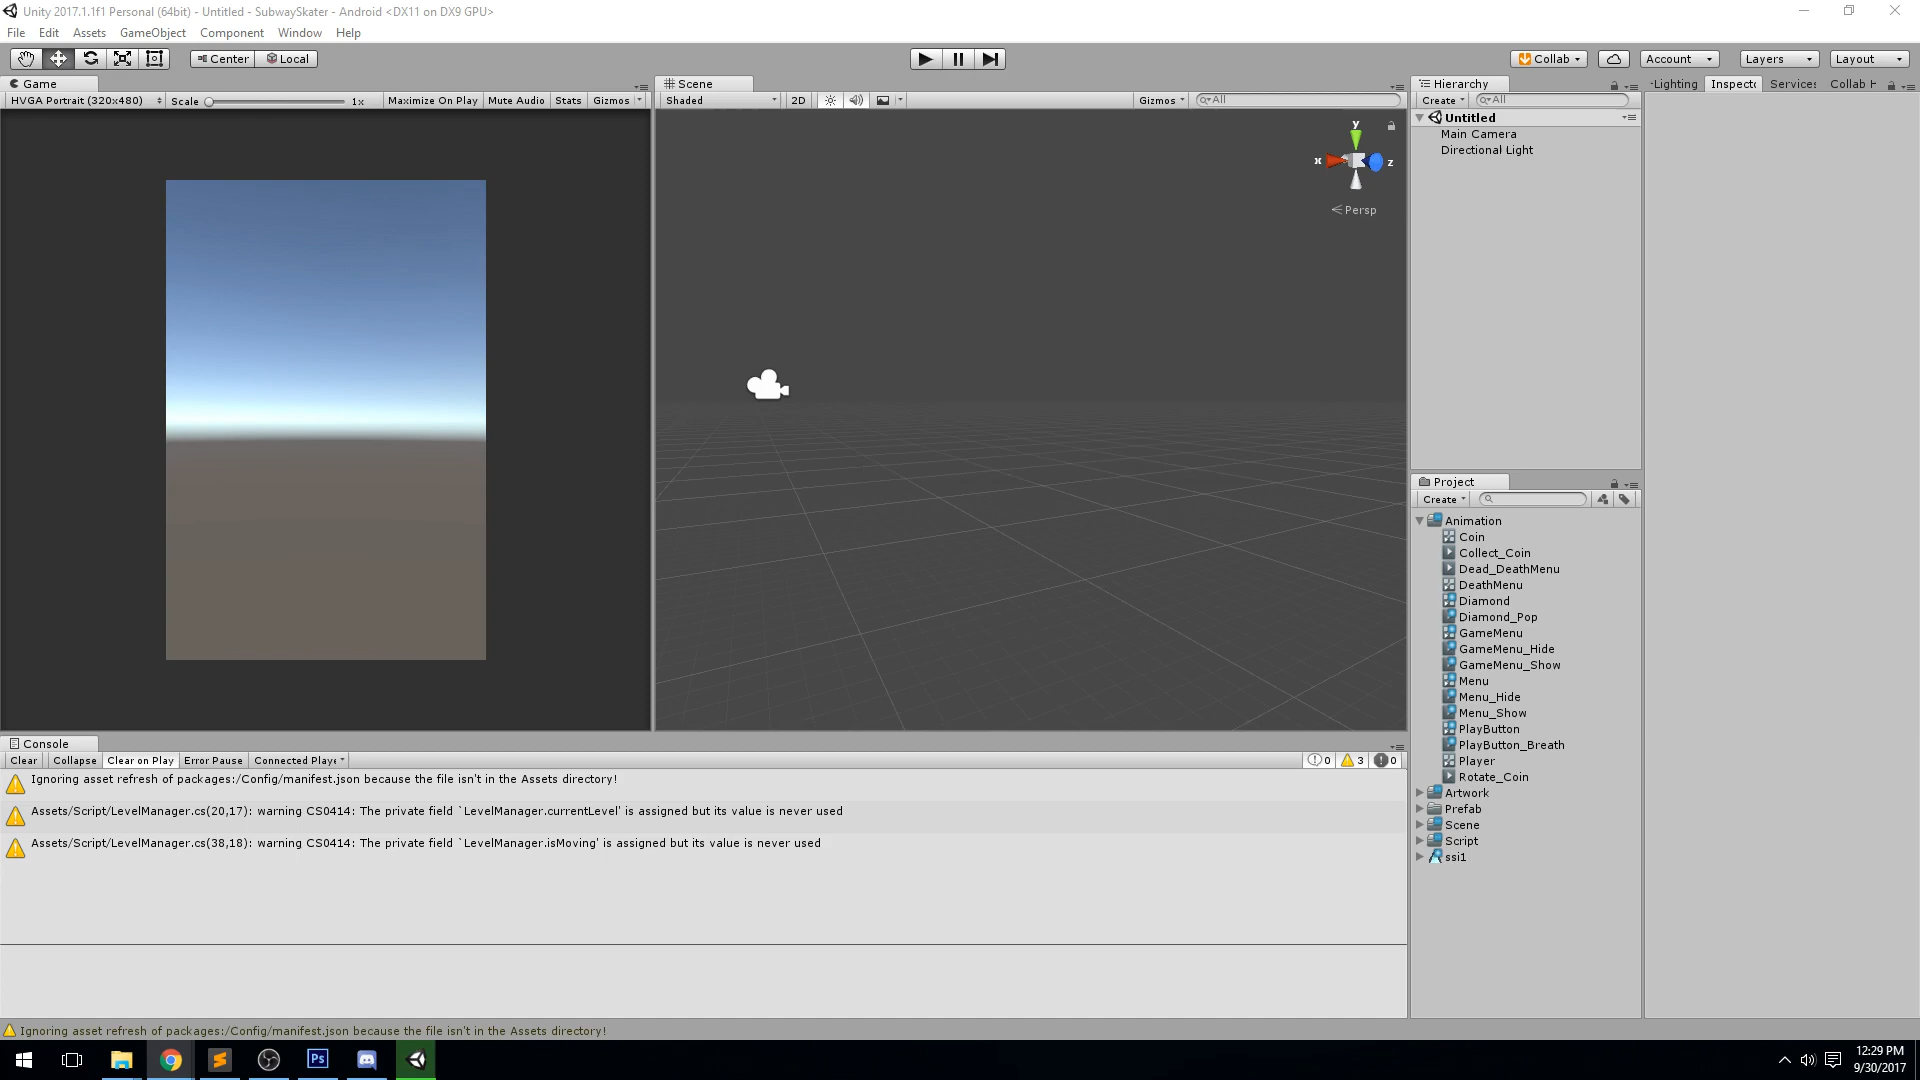 Unity 2017.1.1f1 Personal (64bit) - Untitled - SubwaySkater - Android <DX11 on DX9 GPU>
File Edit Assets GameObject Component Window Help
Center Local Collab Account Layers Layout
Game Scene Hierarchy Lighting Inspecto Services Collab H
HVGA Portrait (320x480) Scale 1x Maximize On Play Mute Audio Stats Gizmos Shaded 2D Gizmos All Create All
Untitled
Main Camera
Directional Light
y
x z
Persp
Project
Create
Animation
Coin
Collect_Coin
Dead_DeathMenu
DeathMenu
Diamond
Diamond_Pop
GameMenu
GameMenu_Hide
GameMenu_Show
Menu
Menu_Hide
Menu_Show
PlayButton
PlayButton_Breath
Player
Rotate_Coin
Artwork
Prefab
Scene
Script
ssi1
Console
Clear Collapse Clear on Play Error Pause Connected Playe 0 3 0
Ignoring asset refresh of packages:/Config/manifest.json because the file isn't in the Assets directory!
Assets/Script/LevelManager.cs(20,17): warning CS0414: The private field `LevelManager.currentLevel' is assigned but its value is never used
Assets/Script/LevelManager.cs(38,18): warning CS0414: The private field `LevelManager.isMoving' is assigned but its value is never used
Ignoring asset refresh of packages:/Config/manifest.json because the file isn't in the Assets directory!
Ps
12:29 PM
9/30/2017